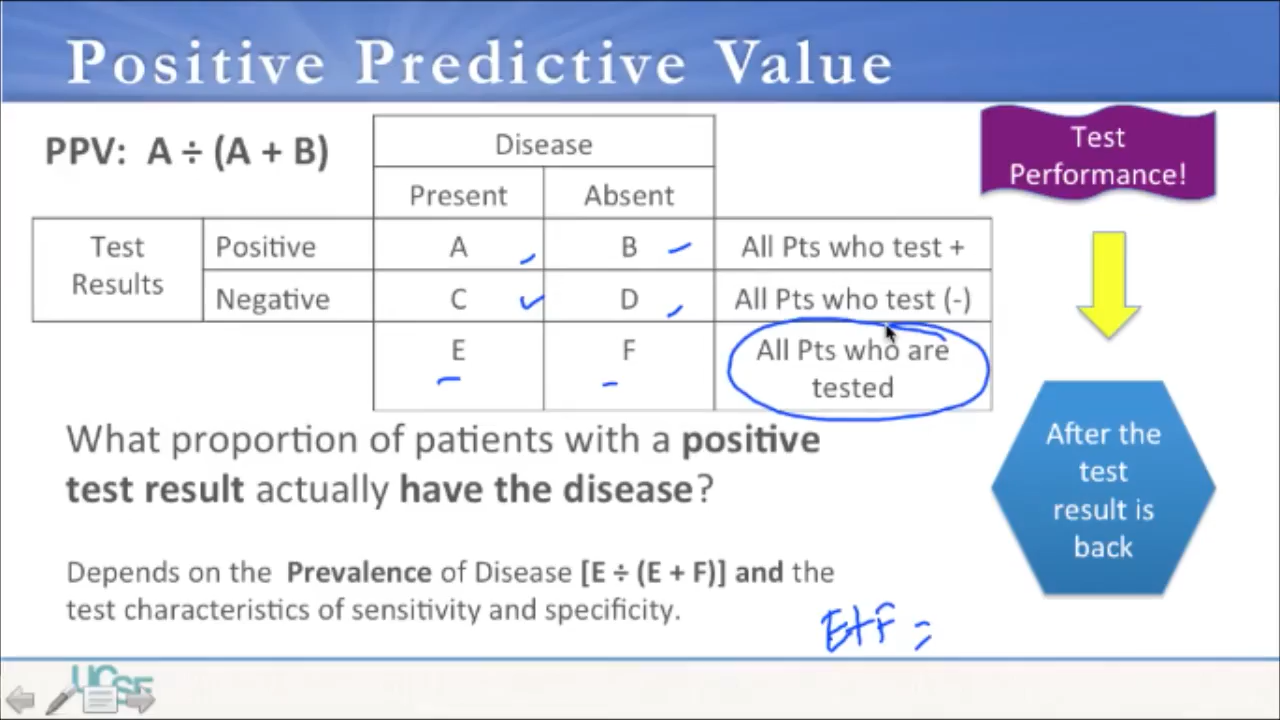 Positive Predictive Value
PPV: A ÷ (A + B)
Disease
Present Absent
Test Results Positive A B All Pts who test +
Negative C D All Pts who test (-)
E F All Pts who are
tested
What proportion of patients with a positive
test result actually have the disease?
Depends on the Prevalence of Disease [E ÷ (E + F)] and the
test characteristics of sensitivity and specificity.
E+F =
Test
Performance!
After the
test
result is
back
UCSF